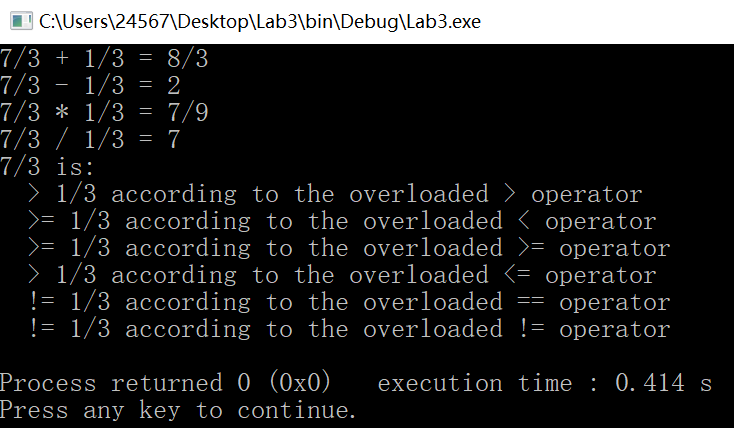 C:\Users\24567\Desktop\Lab3\bin\Debug\Lab3.exe
7/3 + 1/3 = 8/3
7/3 - 1/3 = 2
7/3 * 1/3 = 7/9
7/3 / 1/3 = 7
7/3 is:
  > 1/3 according to the overloaded > operator
  >= 1/3 according to the overloaded < operator
  >= 1/3 according to the overloaded >= operator
  > 1/3 according to the overloaded <= operator
  != 1/3 according to the overloaded == operator
  != 1/3 according to the overloaded != operator

Process returned 0 (0x0)   execution time : 0.414 s
Press any key to continue.